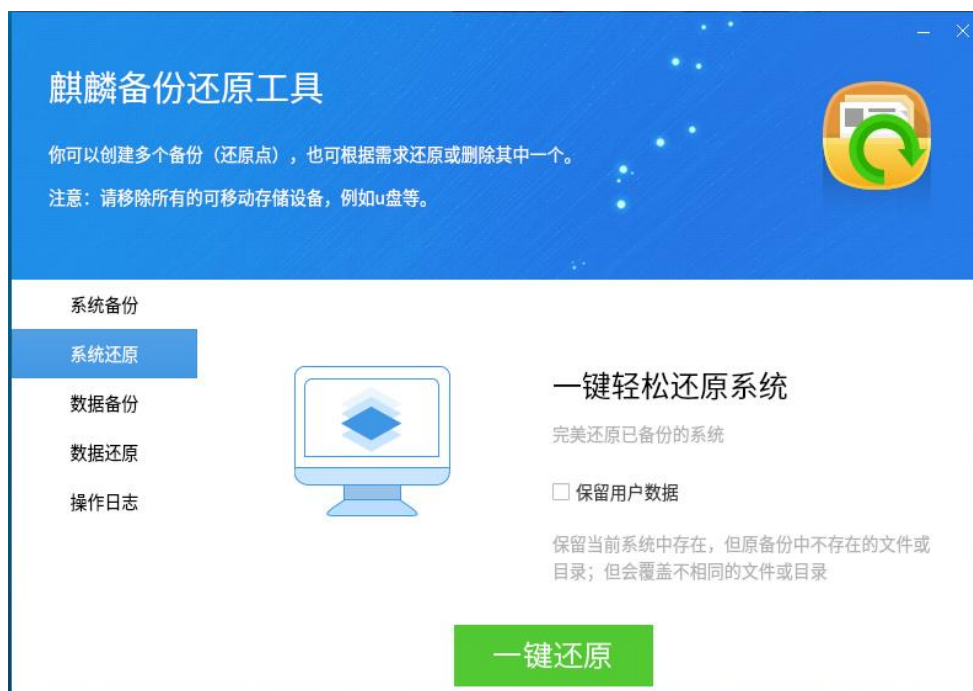 麒麟备份还原工具
你可以创建多个备份（还原点），也可根据需求还原或删除其中一个。
注意：请移除所有的可移动存储设备，例如u盘等。
系统备份
系统还原
数据备份
数据还原
操作日志
一键轻松还原系统
完美还原已备份的系统
保留用户数据
保留当前系统中存在，但原备份中不存在的文件或
目录；但会覆盖不相同的文件或目录
一键还原